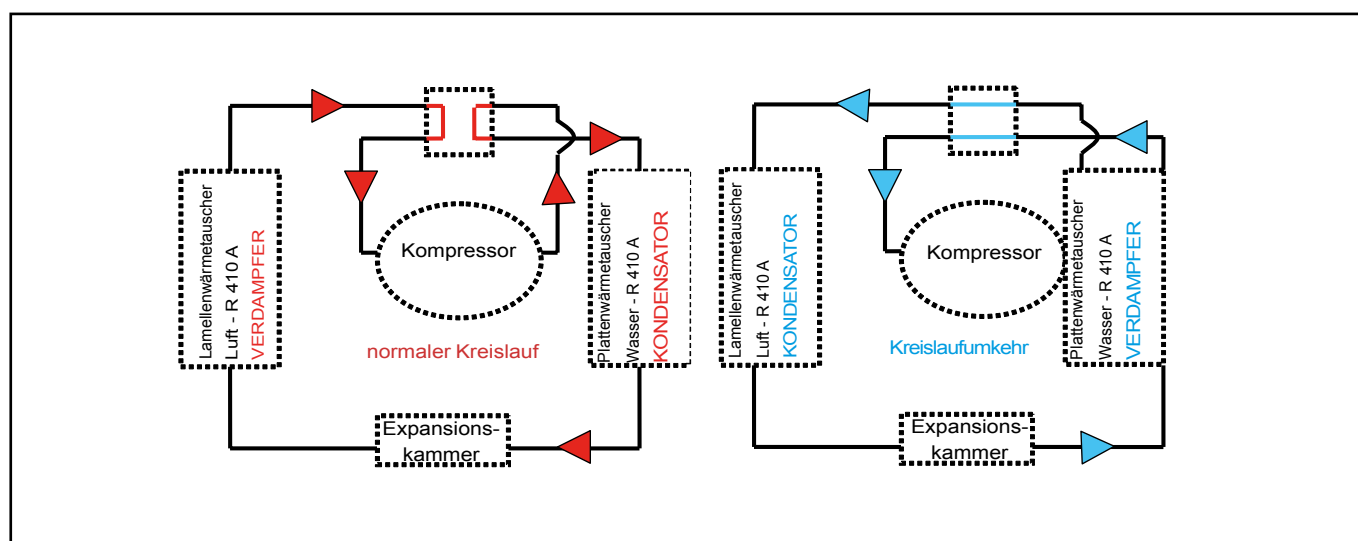 Lamellenwärmetauscher
Luft - R 410 A
VERDAMPFER
Kompressor
normaler Kreislauf
Plattenwärmetauscher
Wasser - R 410 A
KONDENSATOR
Expansions-
kammer
Lamellenwärmetauscher
Luft - R 410 A
KONDENSATOR
Kompressor
Kreislaufumkehr
Plattenwärmetauscher
Wasser - R 410 A
VERDAMPFER
Expansions-
kammer